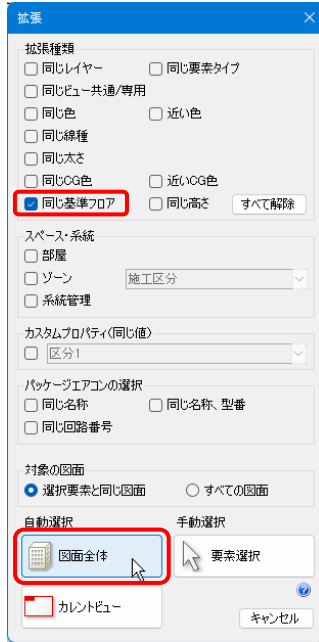 拡張
拡張種類
同じレイヤー 同じ要素タイプ
同じビュー共通/専用
同じ色 近い色
同じ線種
同じ太さ
同じCG色 近いCG色
同じ基準フロア 同じ高さ すべて解除
スペース・系統
部屋
ゾーン 施工区分
系統管理
カスタムプロパティ(同じ値)
区分1
パッケージエアコンの選択
同じ名称 同じ名称、型番
同じ回路番号
対象の図面
選択要素と同じ図面 すべての図面
自動選択 手動選択
図面全体 要素選択
カレントビュー
キャンセル